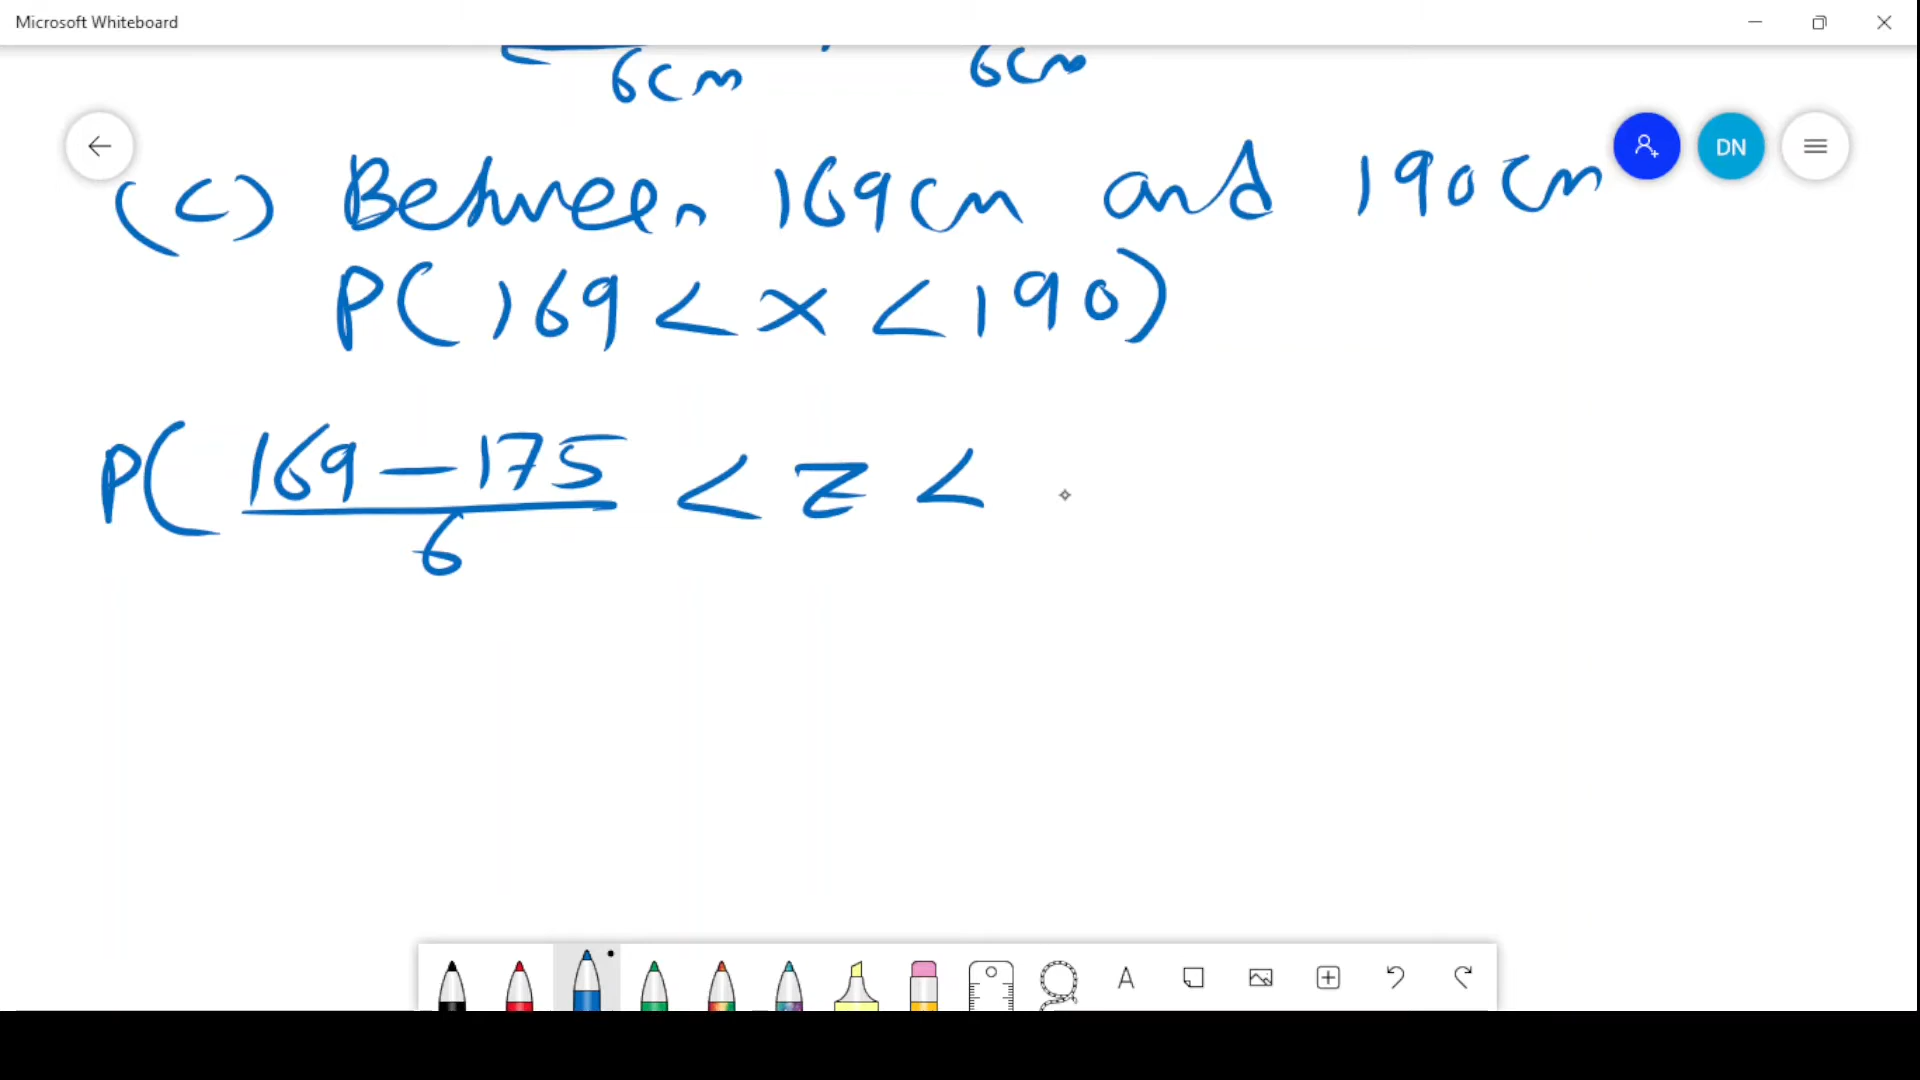 Microsoft Whiteboard
6cm 6cm
(c) Between 169cm and 190cm
DN
P(169 < x < 190)
P( 169 – 175 < z <
6
A